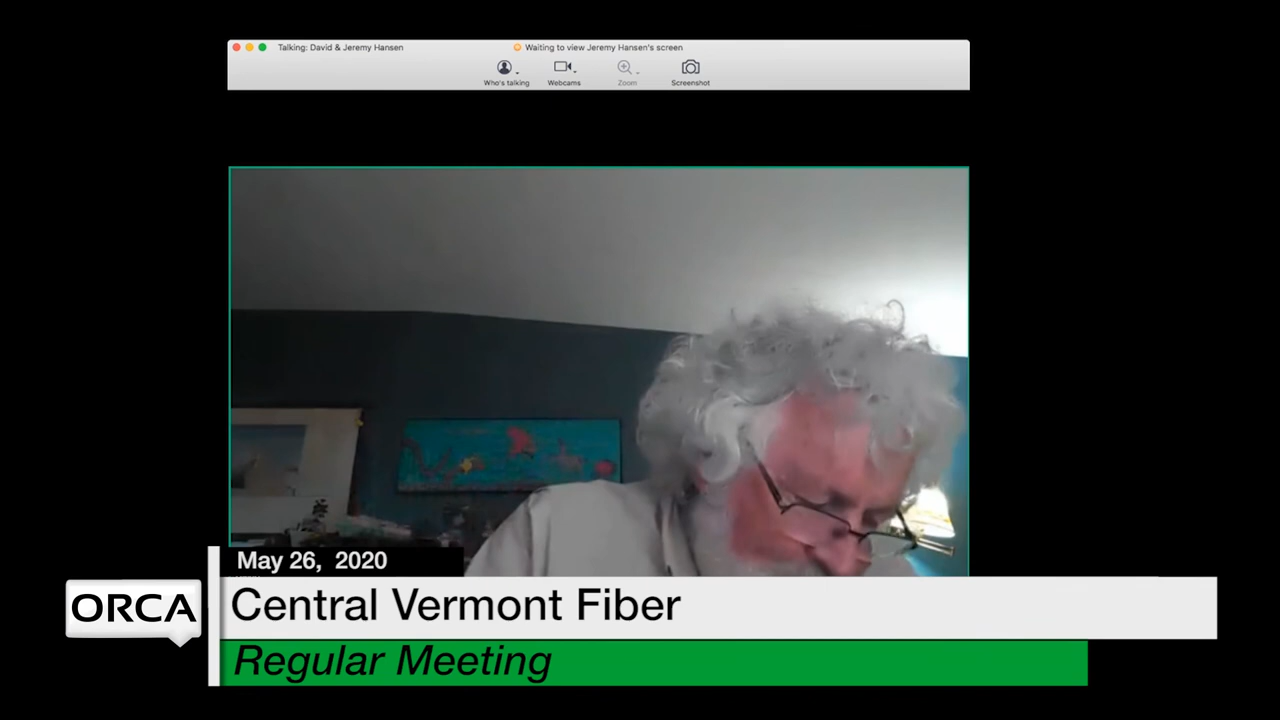 Talking: David & Jeremy Hansen
Waiting to view Jeremy Hansen's screen
Who's talking
Webcams
Zoom
Screenshot
May 26, 2020
ORCA
Central Vermont Fiber
Regular Meeting